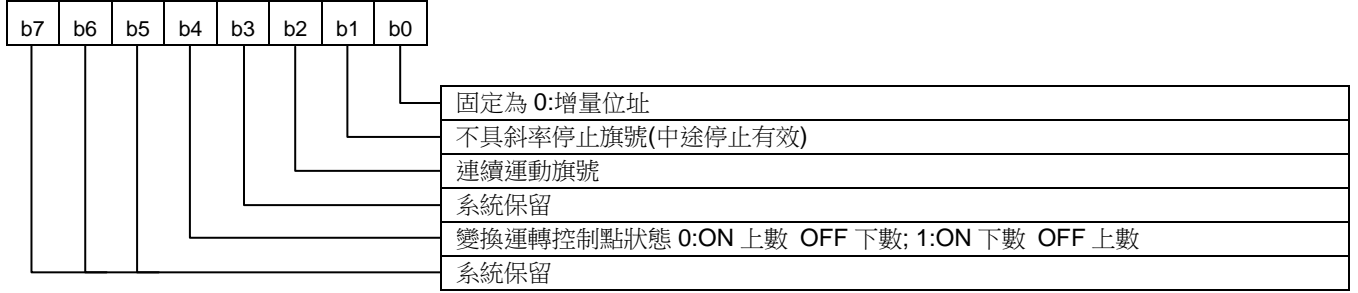 b7 b6 b5 b4 b3 b2 b1 b0
固定為 0:增量位址
不具斜率停止旗號(中途停止有效)
連續運動旗號
系統保留
變換運轉控制點狀態 0:ON 上數 OFF 下數; 1:ON 下數 OFF 上數
系統保留